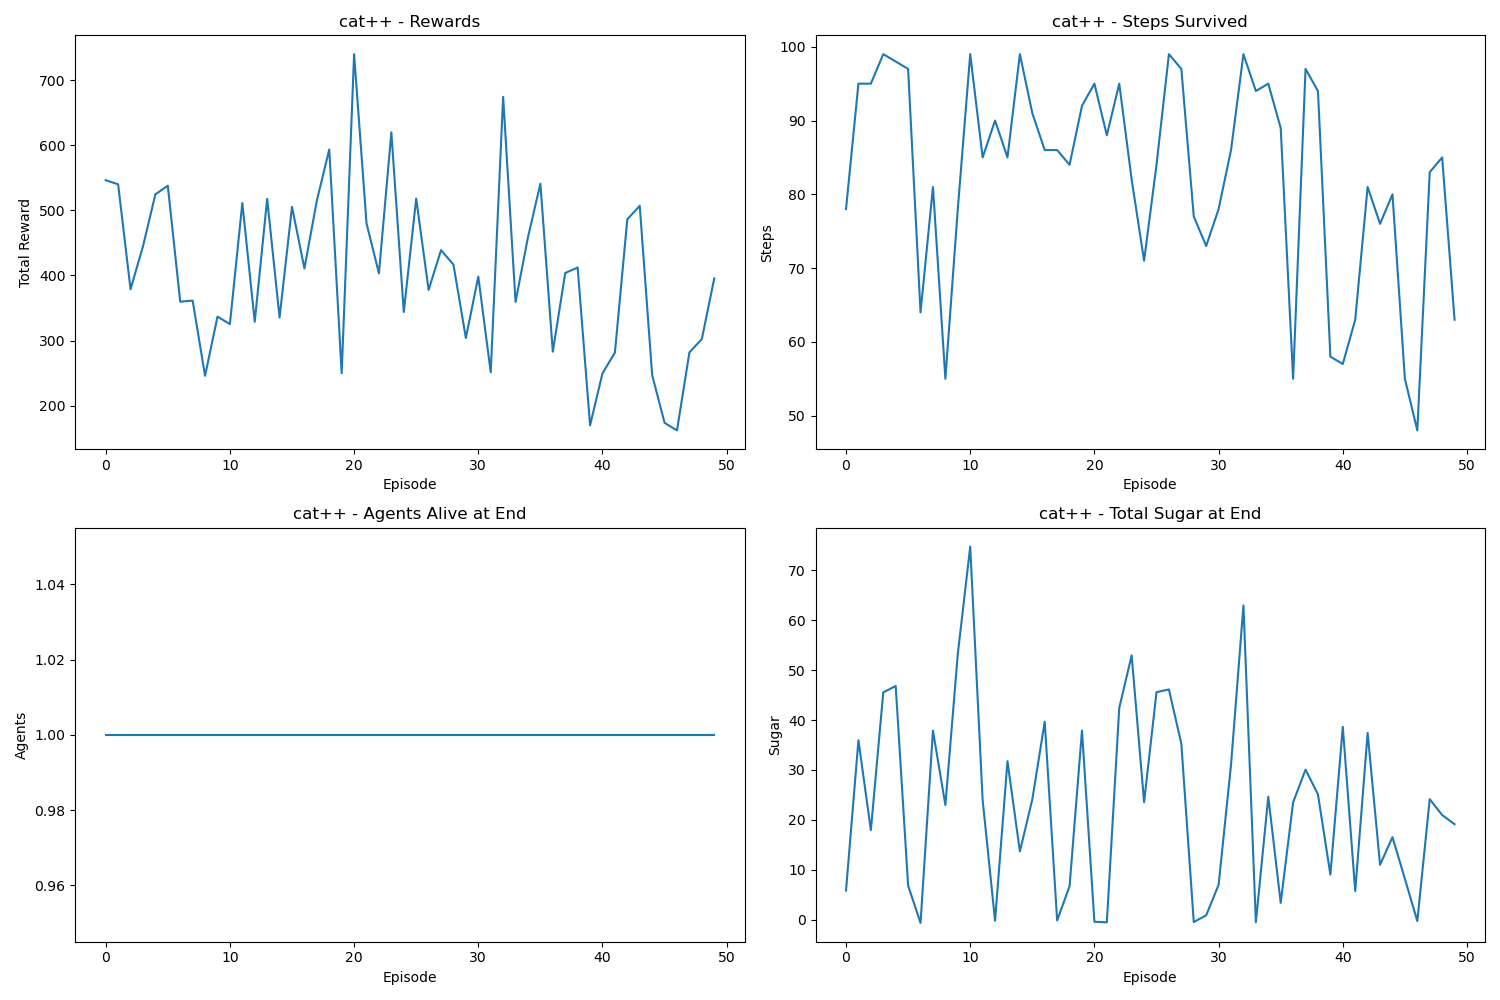 cat++ - Rewards
Total Reward
700
600
500
400
300
200
0 10 20 30 40 50
Episode
cat++ - Steps Survived
Steps
100
90
80
70
60
50
0 10 20 30 40 50
Episode
cat++ - Agents Alive at End
Agents
1.04
1.02
1.00
0.98
0.96
0 10 20 30 40 50
Episode
cat++ - Total Sugar at End
Sugar
70
60
50
40
30
20
10
0
0 10 20 30 40 50
Episode